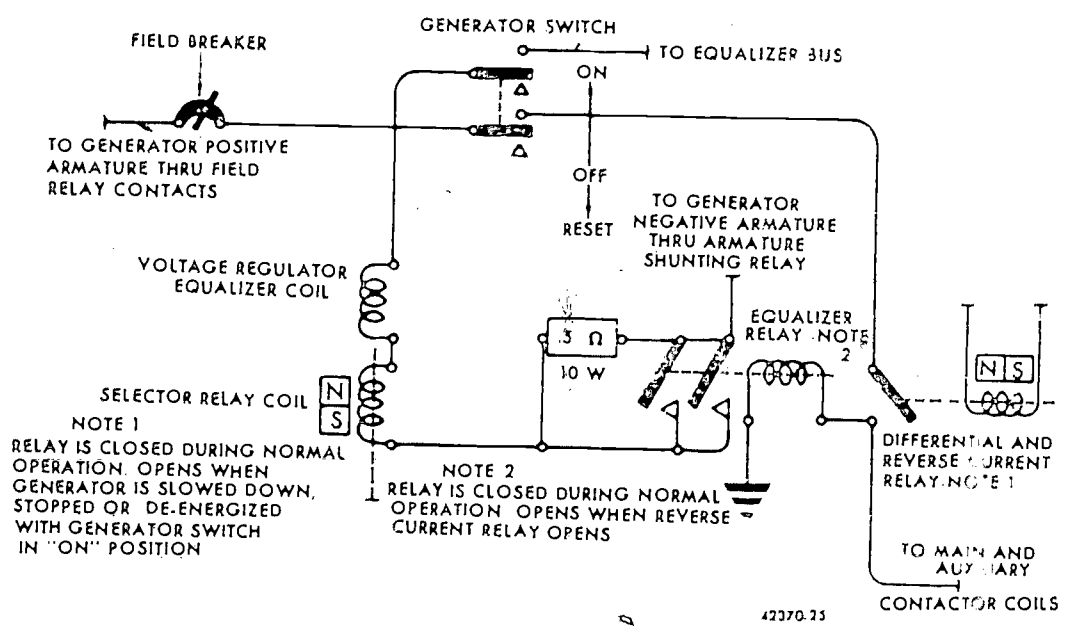 GENERATOR SWITCH
FIELD BREAKER
TO EQUALIZER BUS
ON
TO GENERATOR POSITIVE
ARMATURE THRU FIELD
RELAY CONTACTS
OFF
RESET
TO GENERATOR
NEGATIVE ARMATURE
THRU ARMATURE
SHUNTING RELAY
VOLTAGE REGULATOR
EQUALIZER COIL
.5 Ω
10 W
EQUALIZER
RELAY NOTE
2
N S
SELECTOR RELAY COIL
N
S
NOTE 1
RELAY IS CLOSED DURING NORMAL
OPERATION. OPENS WHEN
GENERATOR IS SLOWED DOWN,
STOPPED OR DE-ENERGIZED
WITH GENERATOR SWITCH
IN "ON" POSITION
NOTE 2
RELAY IS CLOSED DURING NORMAL
OPERATION OPENS WHEN REVERSE
CURRENT RELAY OPENS
DIFFERENTIAL AND
REVERSE CURRENT
RELAY-NOTE 1
TO MAIN AND
AUXILIARY
CONTACTOR COILS
42370-25